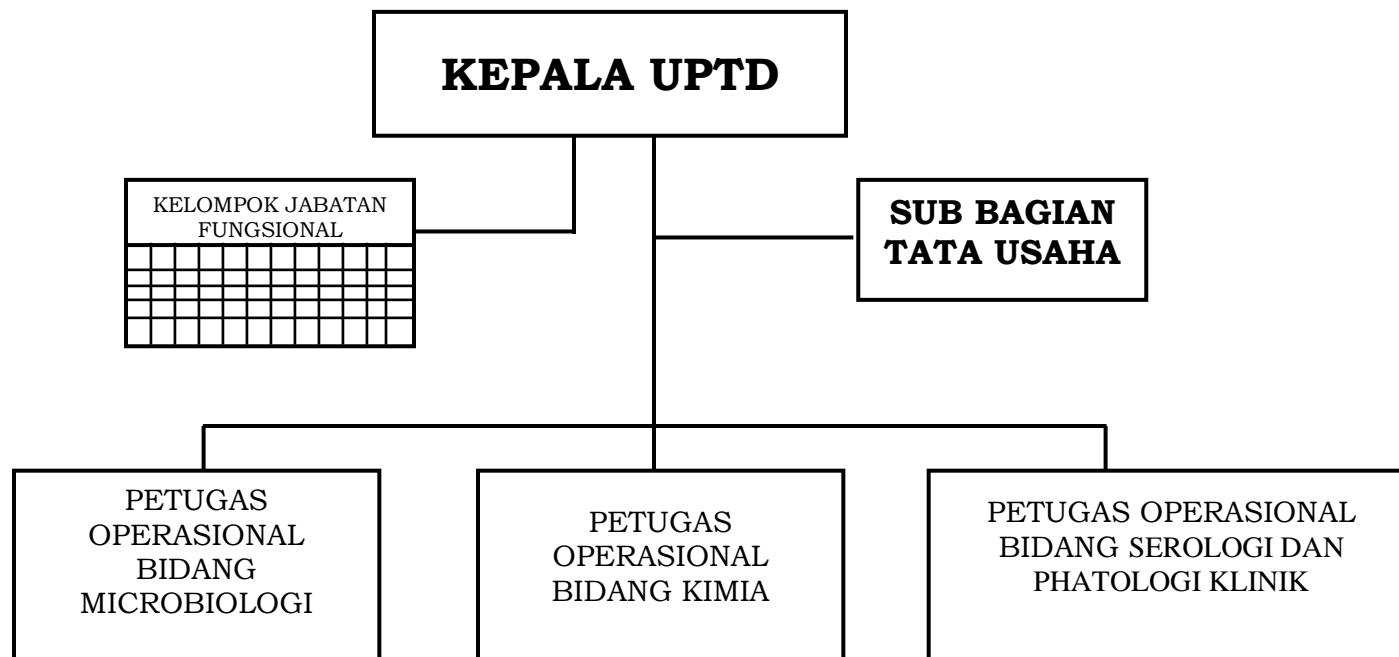 KEPALA UPTD
KELOMPOK JABATAN
FUNGSIONAL
SUB BAGIAN
TATA USAHA
PETUGAS
OPERASIONAL
BIDANG
MICROBIOLOGI
PETUGAS
OPERASIONAL
BIDANG KIMIA
PETUGAS OPERASIONAL
BIDANG SEROLOGI DAN
PHATOLOGI KLINIK